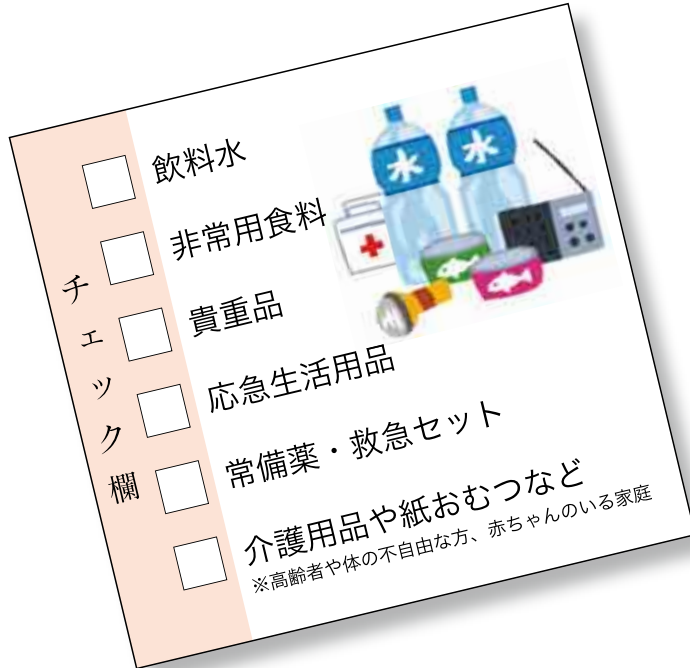 チェック欄
飲料水
非常用食料
貴重品
応急生活用品
常備薬・救急セット
介護用品や紙おむつなど
※高齢者や体の不自由な方、赤ちゃんのいる家庭
水
水